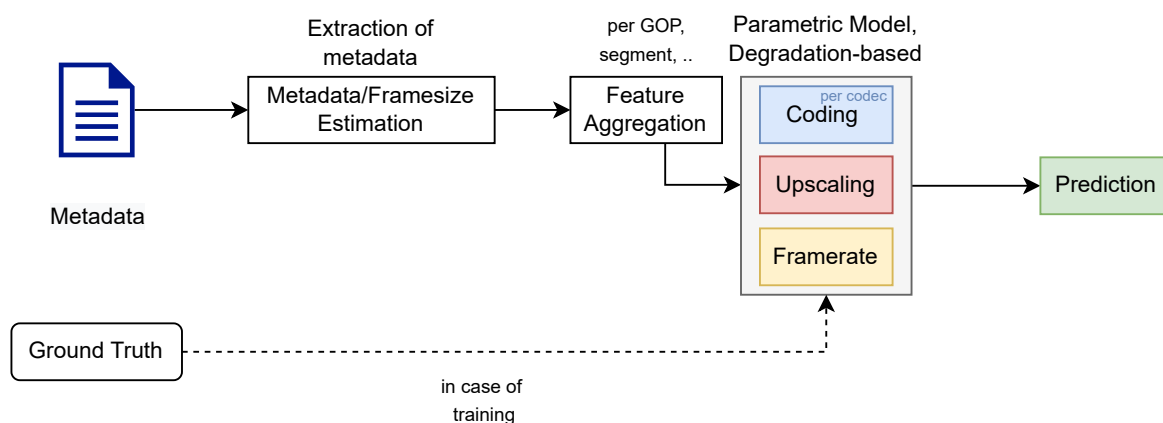 Extraction of
metadata
per GOP,
segment, ..
Parametric Model,
Degradation-based
Metadata/Framesize
Estimation
Feature
Aggregation
per codec
Coding
Upscaling
Framerate
Prediction
Metadata
Ground Truth
in case of
training